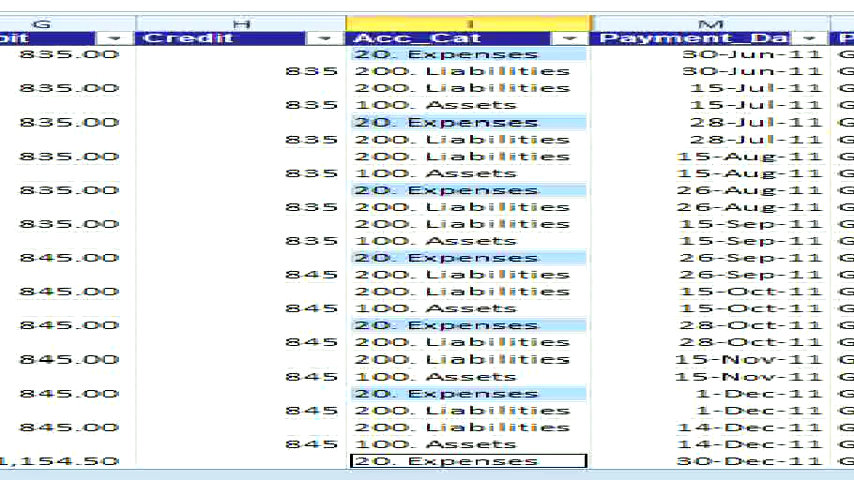 G H I M
bit Credit Acc_Cat Payment_Da P
835.00 20. Expenses 30-Jun-11 G
835 200. Liabilities 30-Jun-11 G
835.00 200. Liabilities 15-Jul-11 G
835 100. Assets 15-Jul-11 G
835.00 20. Expenses 28-Jul-11 G
835 200. Liabilities 28-Jul-11 G
835.00 200. Liabilities 15-Aug-11 G
835 100. Assets 15-Aug-11 G
835.00 20. Expenses 26-Aug-11 G
835 200. Liabilities 26-Aug-11 G
835.00 200. Liabilities 15-Sep-11 G
835 100. Assets 15-Sep-11 G
845.00 20. Expenses 26-Sep-11 G
845 200. Liabilities 26-Sep-11 G
845.00 200. Liabilities 15-Oct-11 G
845 100. Assets 15-Oct-11 G
845.00 20. Expenses 28-Oct-11 G
845 200. Liabilities 28-Oct-11 G
845.00 200. Liabilities 15-Nov-11 G
845 100. Assets 15-Nov-11 G
845.00 20. Expenses 1-Dec-11 G
845 200. Liabilities 1-Dec-11 G
845.00 200. Liabilities 14-Dec-11 G
845 100. Assets 14-Dec-11 G
1,154.50 20. Expenses 30-Dec-11 G